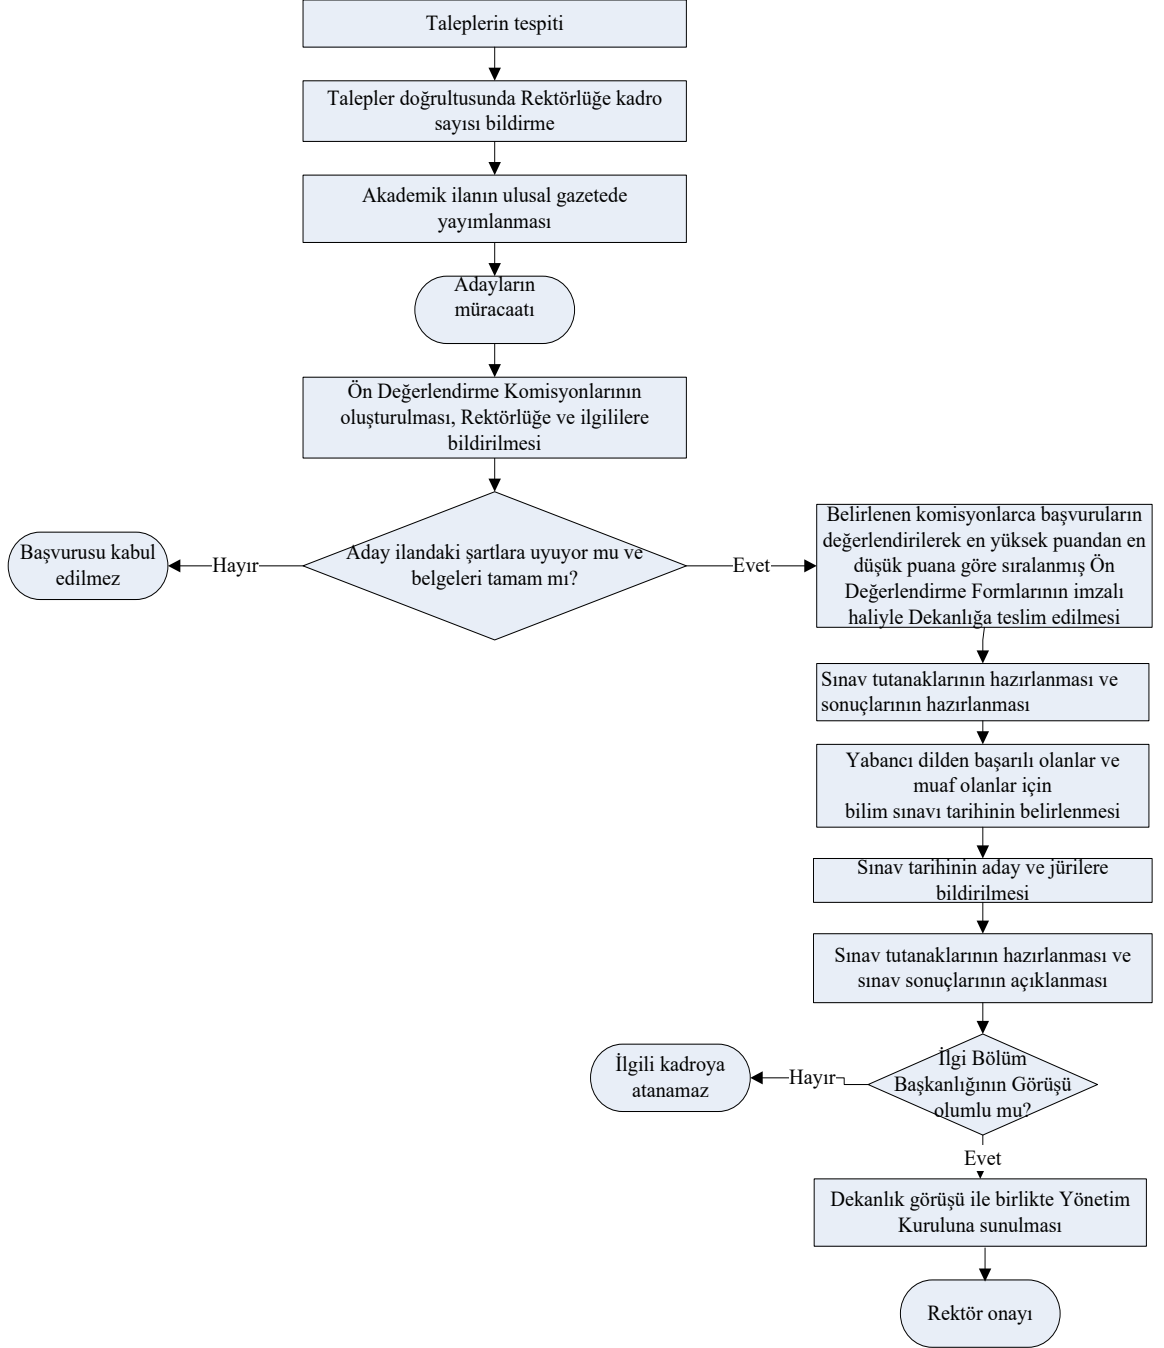 Taleplerin tespiti
Talepler doğrultusunda Rektörlüğe kadro
sayısı bildirme
Akademik ilanın ulusal gazetede
yayımlanması
Adayların
müracaatı
Ön Değerlendirme Komisyonlarının
oluşturulması, Rektörlüğe ve ilgililere
bildirilmesi
Aday ilandaki şartlara uyuyor mu ve
belgeleri tamam mı?
Hayır
Başvurusu kabul
edilmez
Evet
Belirlenen komisyonlarca başvuruların
değerlendirilerek en yüksek puandan en
düşük puana göre sıralanmış Ön
Değerlendirme Formlarının imzalı
haliyle Dekanlığa teslim edilmesi
Sınav tutanaklarının hazırlanması ve
sonuçlarının hazırlanması
Yabancı dilden başarılı olanlar ve
muaf olanlar için
bilim sınavı tarihinin belirlenmesi
Sınav tarihinin aday ve jürilere
bildirilmesi
Sınav tutanaklarının hazırlanması ve
sınav sonuçlarının açıklanması
İlgi Bölüm
Başkanlığının Görüşü
olumlu mu?
Hayır
İlgili kadroya
atanamaz
Evet
Dekanlık görüşü ile birlikte Yönetim
Kuruluna sunulması
Rektör onayı